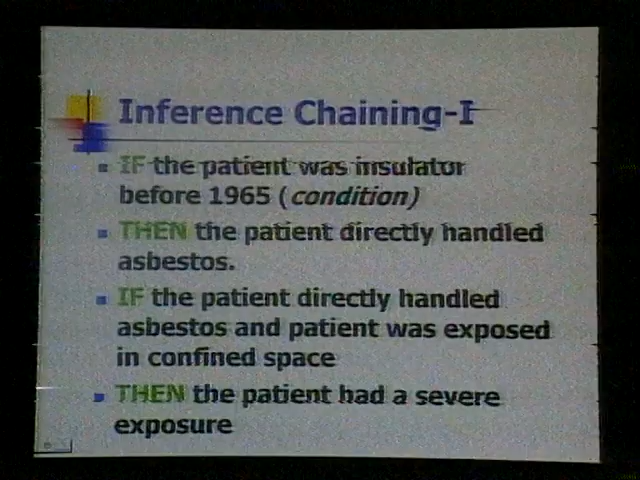 Inference Chaining-I
IF the patient was insulator
before 1965 (condition)
THEN the patient directly handled
asbestos.
IF the patient directly handled
asbestos and patient was exposed
in confined space
THEN the patient had a severe
exposure